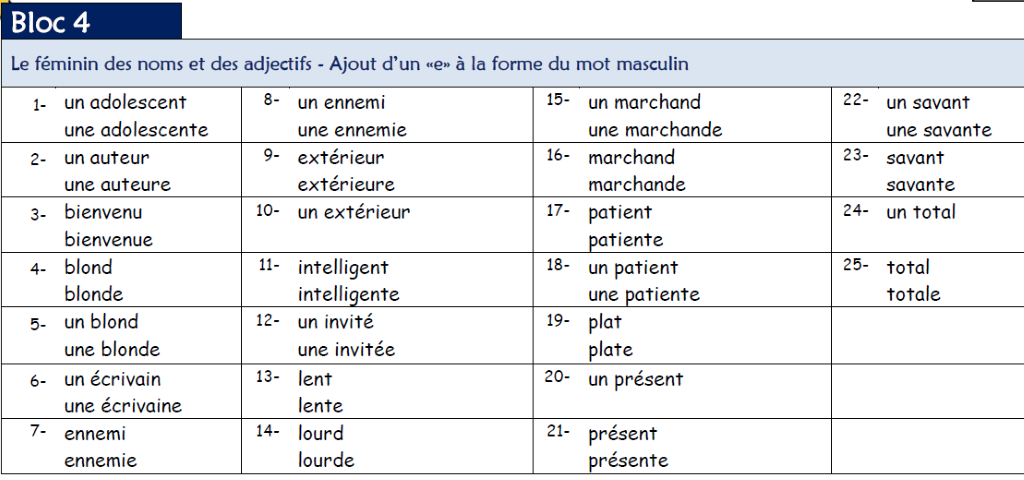 Bloc 4
Le féminin des noms et des adjectifs - Ajout d’un «e» à la forme du mot masculin
1- un adolescent
une adolescente
2- un auteur
une auteure
3- bienvenu
bienvenue
4- blond
blonde
5- un blond
une blonde
6- un écrivain
une écrivaine
7- ennemi
ennemie
8- un ennemi
une ennemie
9- extérieur
extérieure
10- un extérieur
11- intelligent
intelligente
12- un invité
une invitée
13- lent
lente
14- lourd
lourde
15- un marchand
une marchande
16- marchand
marchande
17- patient
patiente
18- un patient
une patiente
19- plat
plate
20- un présent
21- présent
présente
22- un savant
une savante
23- savant
savante
24- un total
25- total
totale